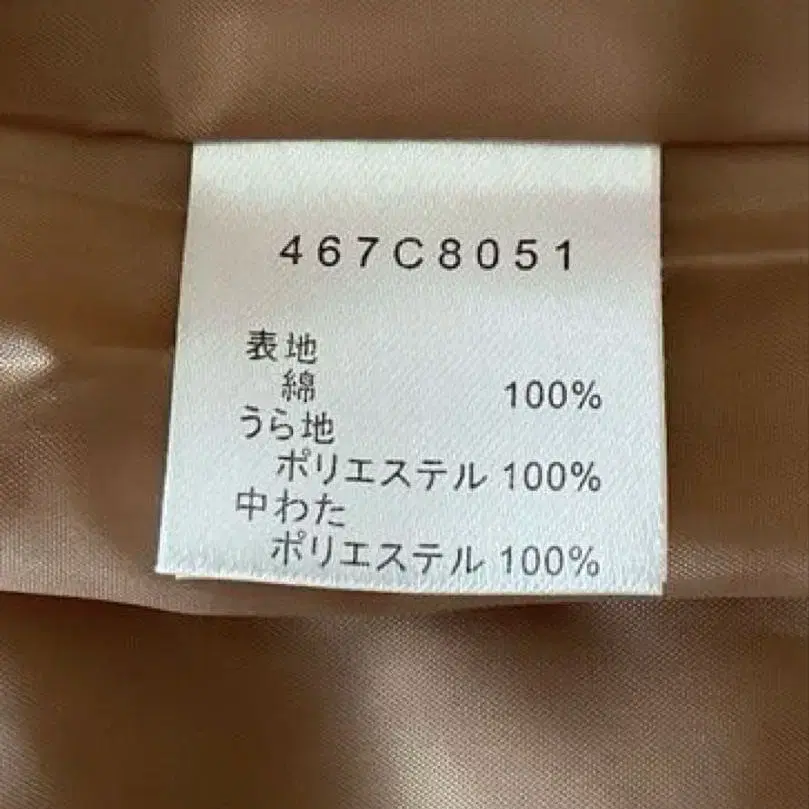 467C8051
表地
綿 100%
うら地
ポリエステル 100%
中わた
ポリエステル 100%